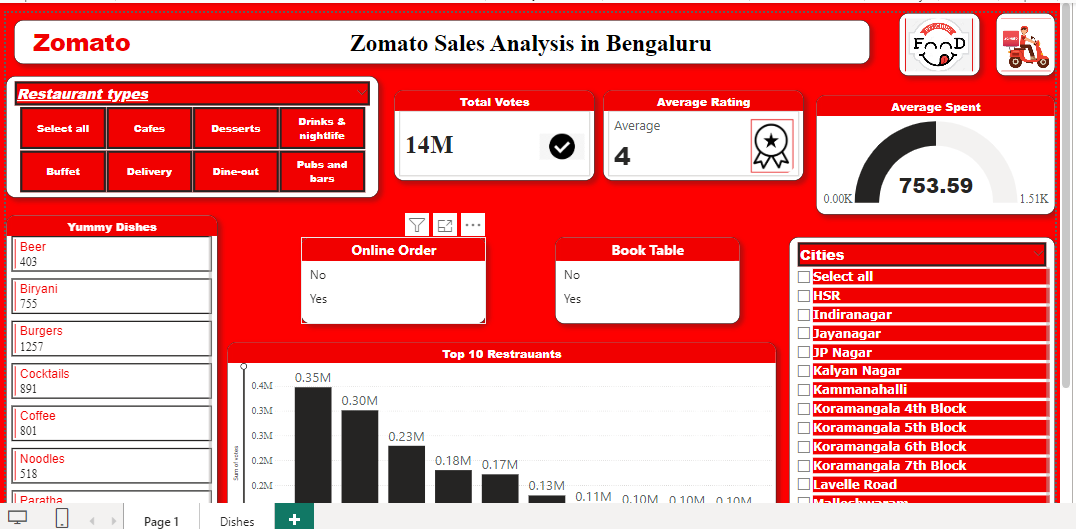 Zomato
Zomato Sales Analysis in Bengaluru
FOOD
Restaurant types
Select all
Cafes
Desserts
Drinks &
nightlife
Buffet
Delivery
Dine-out
Pubs and
bars
Total Votes
14M
Average Rating
Average
4
Average Spent
753.59
0.00K
1.51K
Yummy Dishes
Beer
403
Biryani
755
Burgers
1257
Cocktails
891
Coffee
801
Noodles
518
Paratha
Online Order
No
Yes
Book Table
No
Yes
Top 10 Restrauants
Sum of votes
0.4M
0.3M
0.3M
0.2M
0.2M
0.35M
0.30M
0.23M
0.18M
0.17M
0.13M
0.11M
0.10M
0.10M
0.10M
Cities
Select all
HSR
Indiranagar
Jayanagar
JP Nagar
Kalyan Nagar
Kammanahalli
Koramangala 4th Block
Koramangala 5th Block
Koramangala 6th Block
Koramangala 7th Block
Lavelle Road
Malleshwaram
Page 1
Dishes